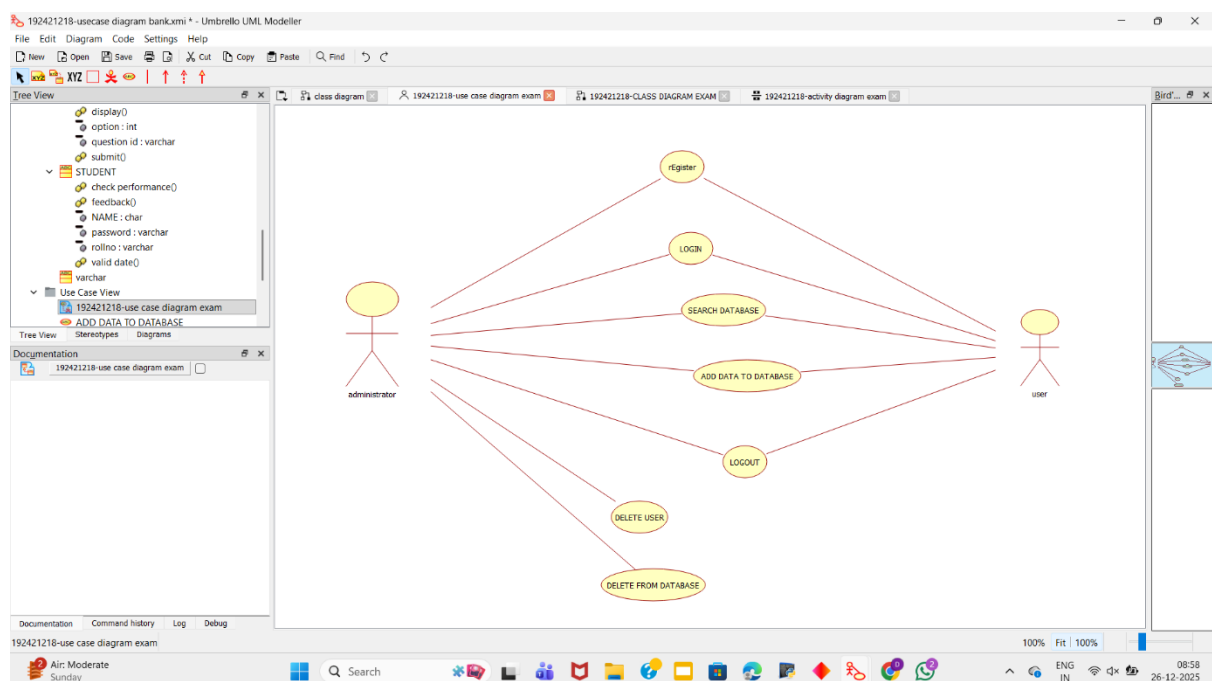 192421218-usecase diagram bank.xmi * - Umbrello UML Modeller
File Edit Diagram Code Settings Help
New Open Save Cut Copy Paste Find
XYZ XYZ
Tree View
class diagram 192421218-use case diagram exam 192421218-CLASS DIAGRAM EXAM 192421218-activity diagram exam
Bird'...
display()
option : int
question id : varchar
submit()
STUDENT
check performance()
feedback()
NAME : char
password : varchar
rollno : varchar
valid date()
varchar
Use Case View
192421218-use case diagram exam
ADD DATA TO DATABASE
Tree View Stereotypes Diagrams
Documentation
192421218-use case diagram exam
rEgister
LOGIN
SEARCH DATABASE
ADD DATA TO DATABASE
administrator
user
LOGOUT
DELETE USER
DELETE FROM DATABASE
Documentation Command history Log Debug
192421218-use case diagram exam
100% Fit 100%
2
Air: Moderate
Sunday
Search
0
2
ENG
IN
08:58
26-12-2025